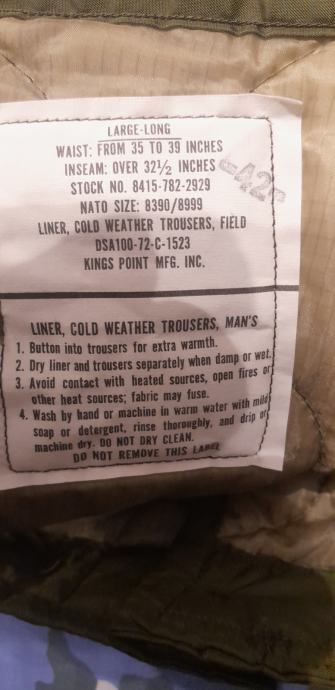 LARGE-LONG
WAIST: FROM 35 TO 39 INCHES
INSEAM: OVER 32½ INCHES
STOCK NO. 8415-782-2929
NATO SIZE: 8390/8999
LINER, COLD WEATHER TROUSERS, FIELD
DSA100-72-C-1523
KINGS POINT MFG. INC.
LINER, COLD WEATHER TROUSERS, MAN'S
1. Button into trousers for extra warmth.
2. Dry liner and trousers separately when damp or wet.
3. Avoid contact with heated sources, open fires or
other heat sources; fabric may fuse.
4. Wash by hand or machine in warm water with mild
soap or detergent, rinse thoroughly, and drip or
machine dry. DO NOT DRY CLEAN.
DO NOT REMOVE THIS LABEL